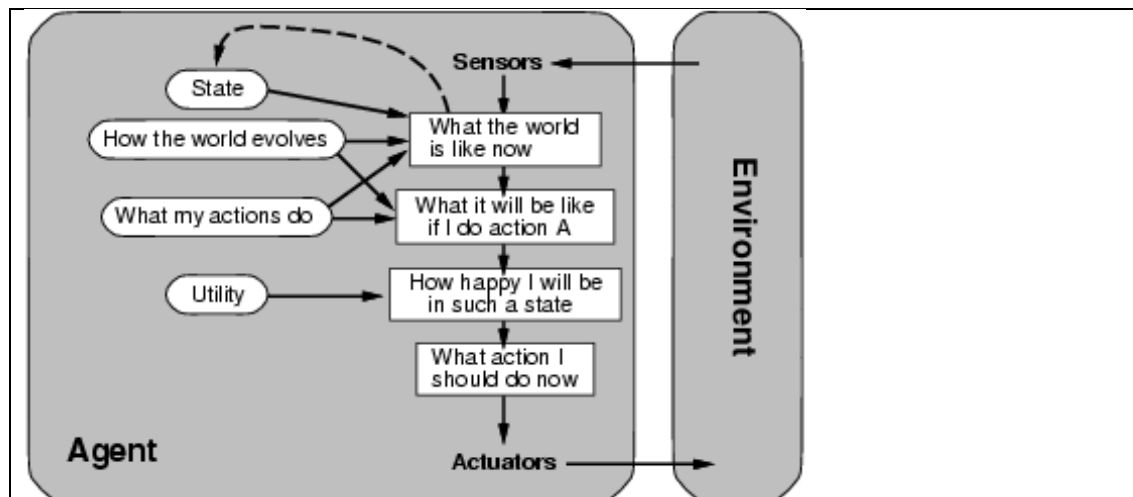 Sensors
State
What the world
is like now
How the world evolves
What my actions do
What it will be like
if I do action A
Utility
How happy I will be
in such a state
What action I
should do now
Agent
Actuators
Environment